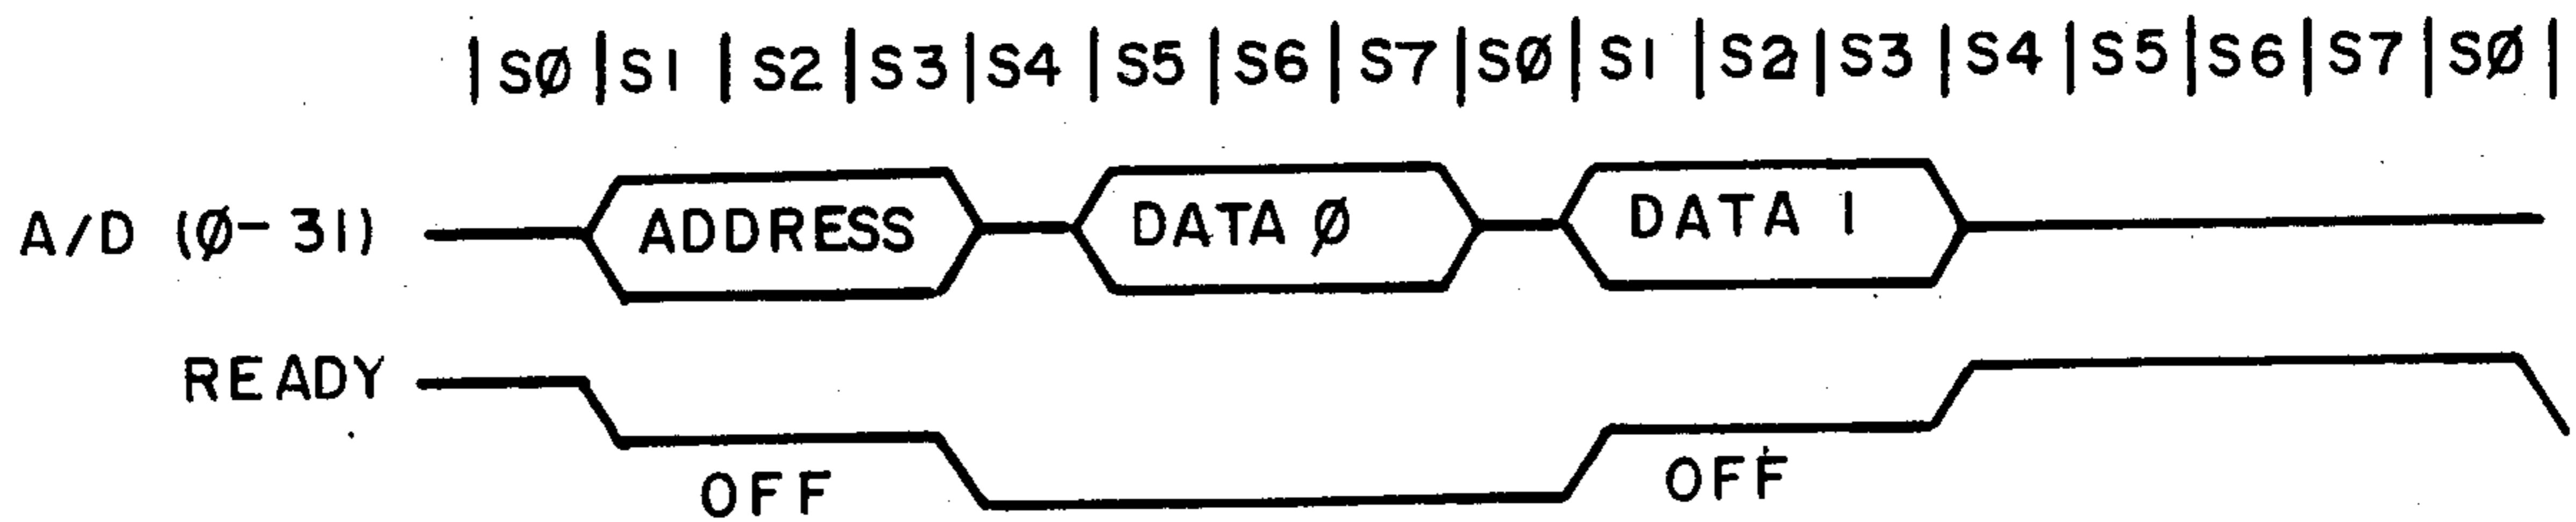 |SØ|S1|S2|S3|S4|S5|S6|S7|SØ|S1|S2|S3|S4|S5|S6|S7|SØ|
A/D (Ø-31) ADDRESS DATA Ø DATA 1
READY
OFF OFF